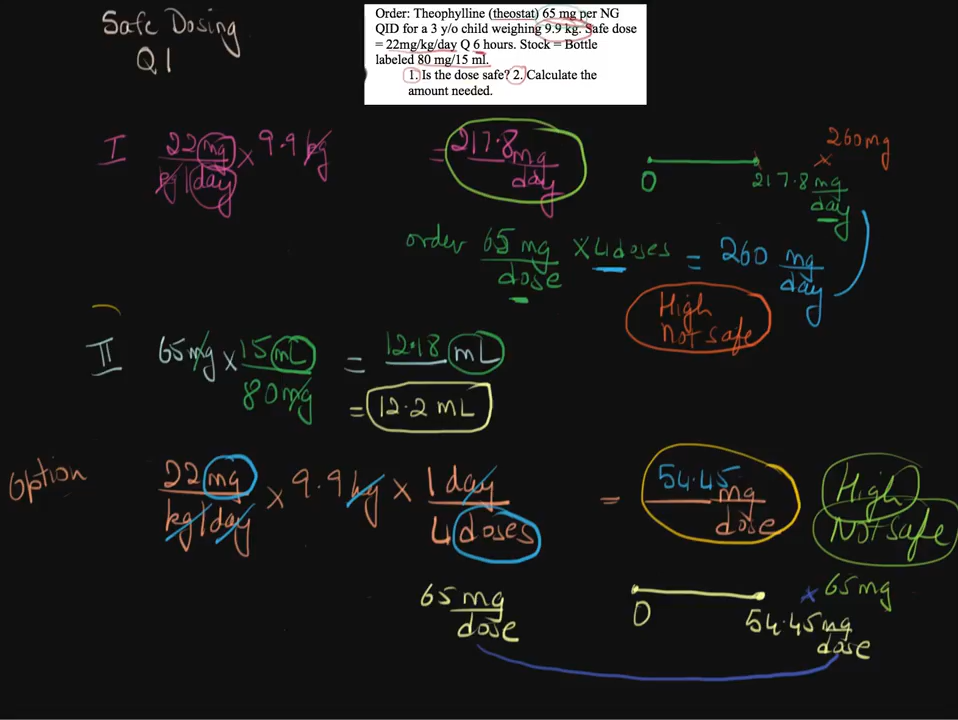 Safe Dosing
Q1
Order: Theophylline (theostat) 65 mg per NG
QID for a 3 y/o child weighing 9.9 kg. Safe dose
= 22mg/kg/day Q 6 hours. Stock = Bottle
labeled 80 mg/15 ml.
1. Is the dose safe? 2. Calculate the
amount needed.
I 22 mg / kg/day × 9.9 kg = 217.8 mg/day
260mg
×
0 217.8 mg/day
order 65 mg/dose × 4 doses = 260 mg/day
High
Not safe
II 65 mg × 15 mL / 80 mg = 12.18 mL
= 12.2 mL
Option 22 mg / kg/day × 9.9 kg × 1 day / 4 doses = 54.45 mg/dose
High
Not safe
65 mg/dose
0 54.45 mg/dose
× 65 mg